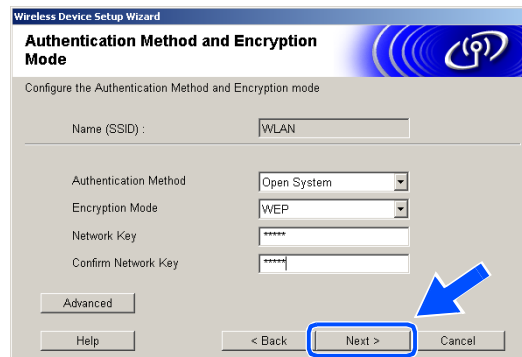 Wireless Device Setup Wizard
Authentication Method and Encryption
Mode
Configure the Authentication Method and Encryption mode
Name (SSID) : WLAN
Authentication Method Open System
Encryption Mode WEP
Network Key *****
Confirm Network Key *****
Advanced
Help < Back Next > Cancel